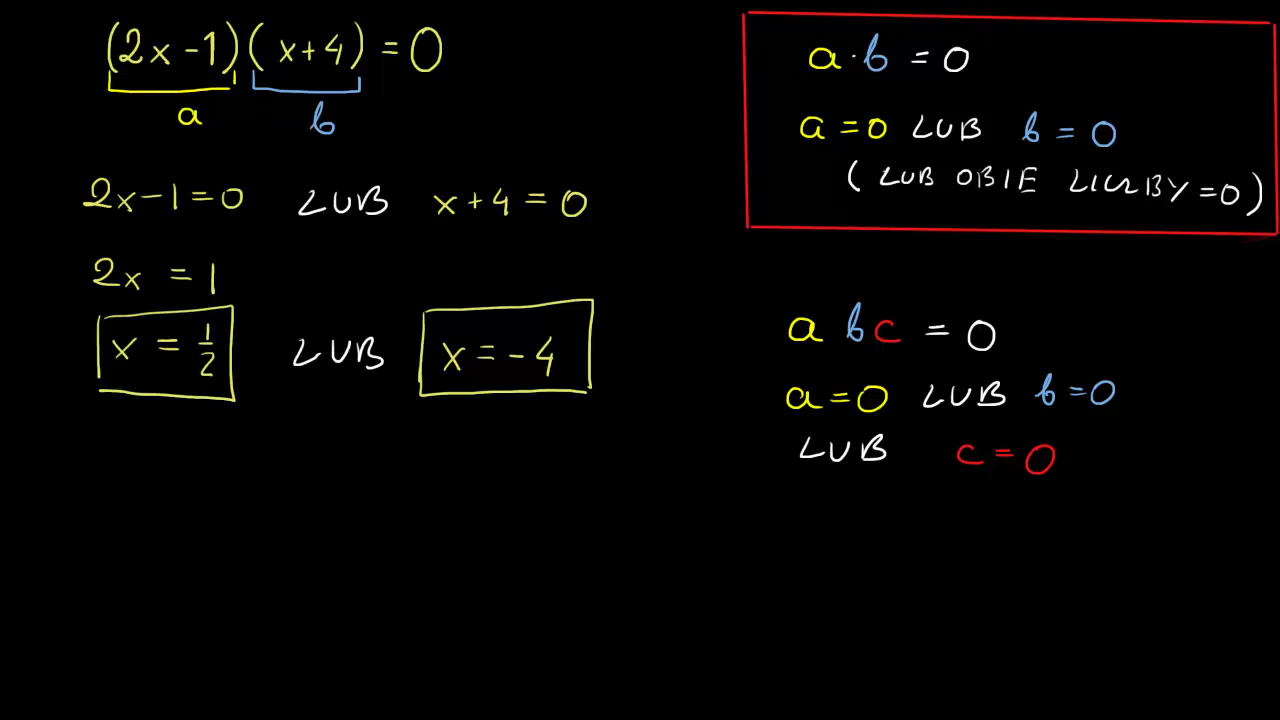 (2x-1)(x+4)=0
a b
2x-1=0 LUB x+4=0
2x = 1
x = 1/2 LUB x=-4
a·b=0
a=0 LUB b=0
(LUB OBIE LICZBY=0)
abc=0
a=0 LUB b=0
LUB c=0